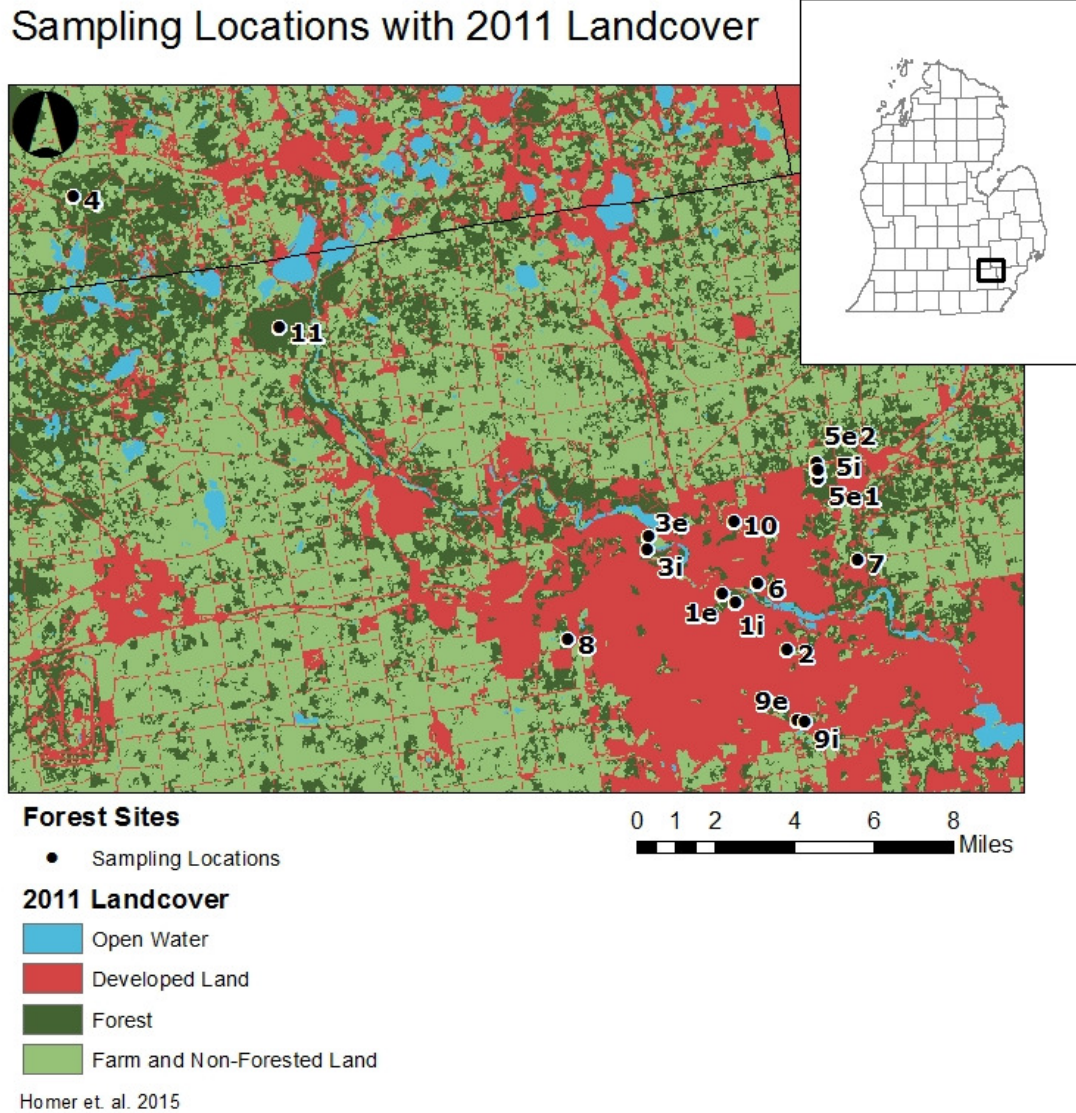 Sampling Locations with 2011 Landcover
4
11
5e2
5i
5e1
3e
10
3i
7
6
1e
1i
8
2
9e
9i
Forest Sites
0 1 2 4 6 8
Miles
Sampling Locations
2011 Landcover
Open Water
Developed Land
Forest
Farm and Non-Forested Land
Homer et. al. 2015